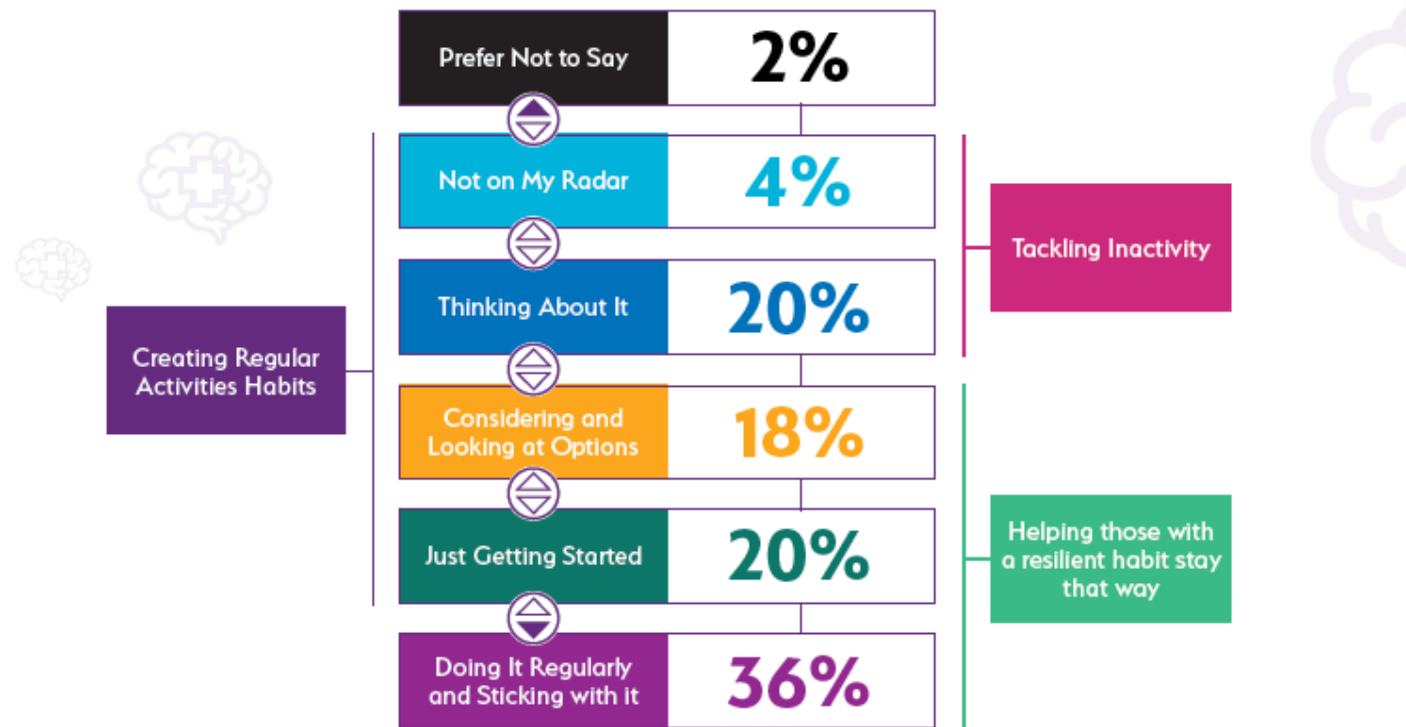 Prefer Not to Say
2%
Not on My Radar
4%
Tackling Inactivity
Thinking About It
20%
Creating Regular
Activities Habits
Considering and
Looking at Options
18%
Just Getting Started
20%
Helping those with
a resilient habit stay
that way
Doing It Regularly
and Sticking with it
36%